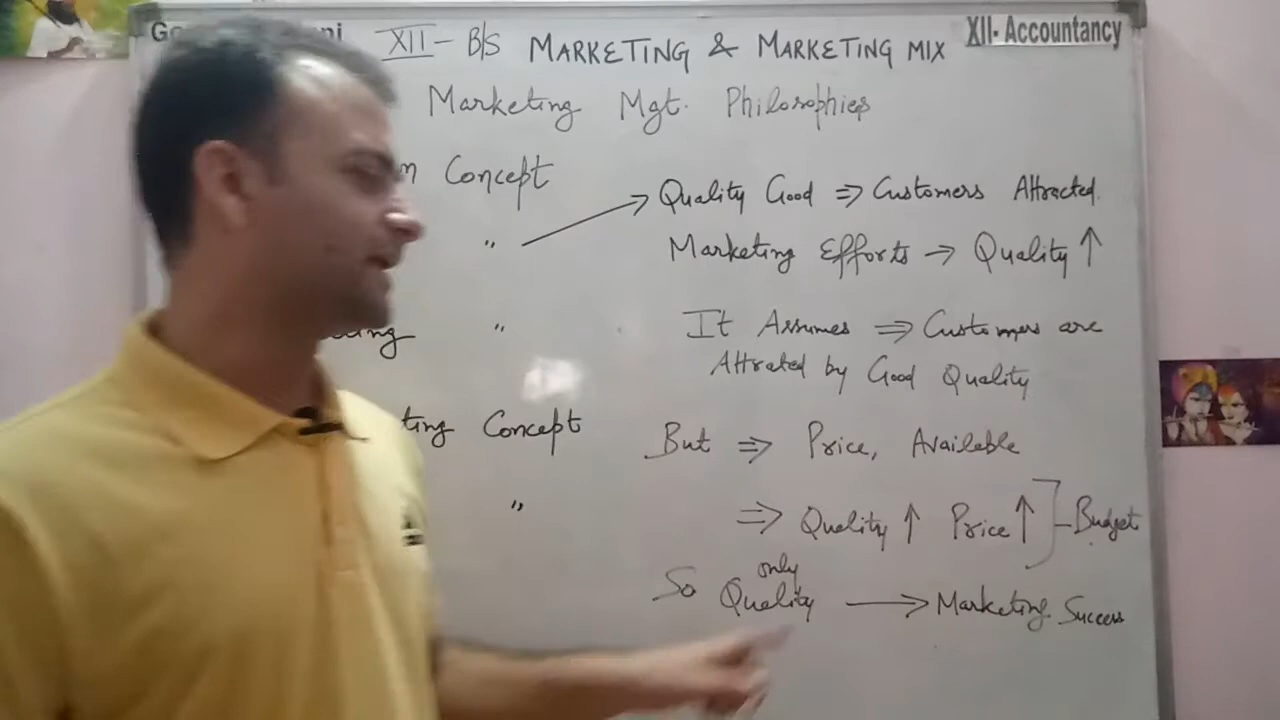 XII- Accountancy
XII - B/S MARKETING & MARKETING MIX
Marketing Mgt. Philosophies
Concept
"
"
ting Concept
"
Quality Good ⇒ Customers Attracted.
Marketing Efforts → Quality ↑
It Assumes ⇒ Customers are
Attrated by Good Quality
But ⇒ Price, Available
⇒ Quality ↑ Price ↑ ] - Budget
So only Quality → Marketing Success